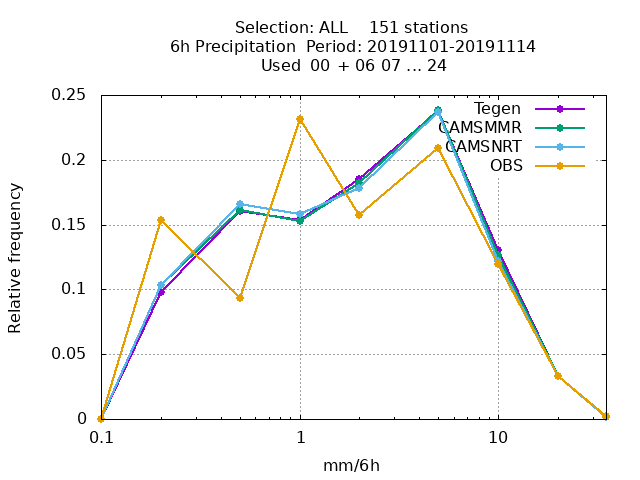 Selection: ALL    151 stations
6h Precipitation  Period: 20191101-20191114
Used  00  + 06 07 ... 24
Relative frequency
0.25
0.2
0.15
0.1
0.05
0
0.1
1
10
mm/6h
Tegen
CAMSMMR
CAMSNRT
OBS